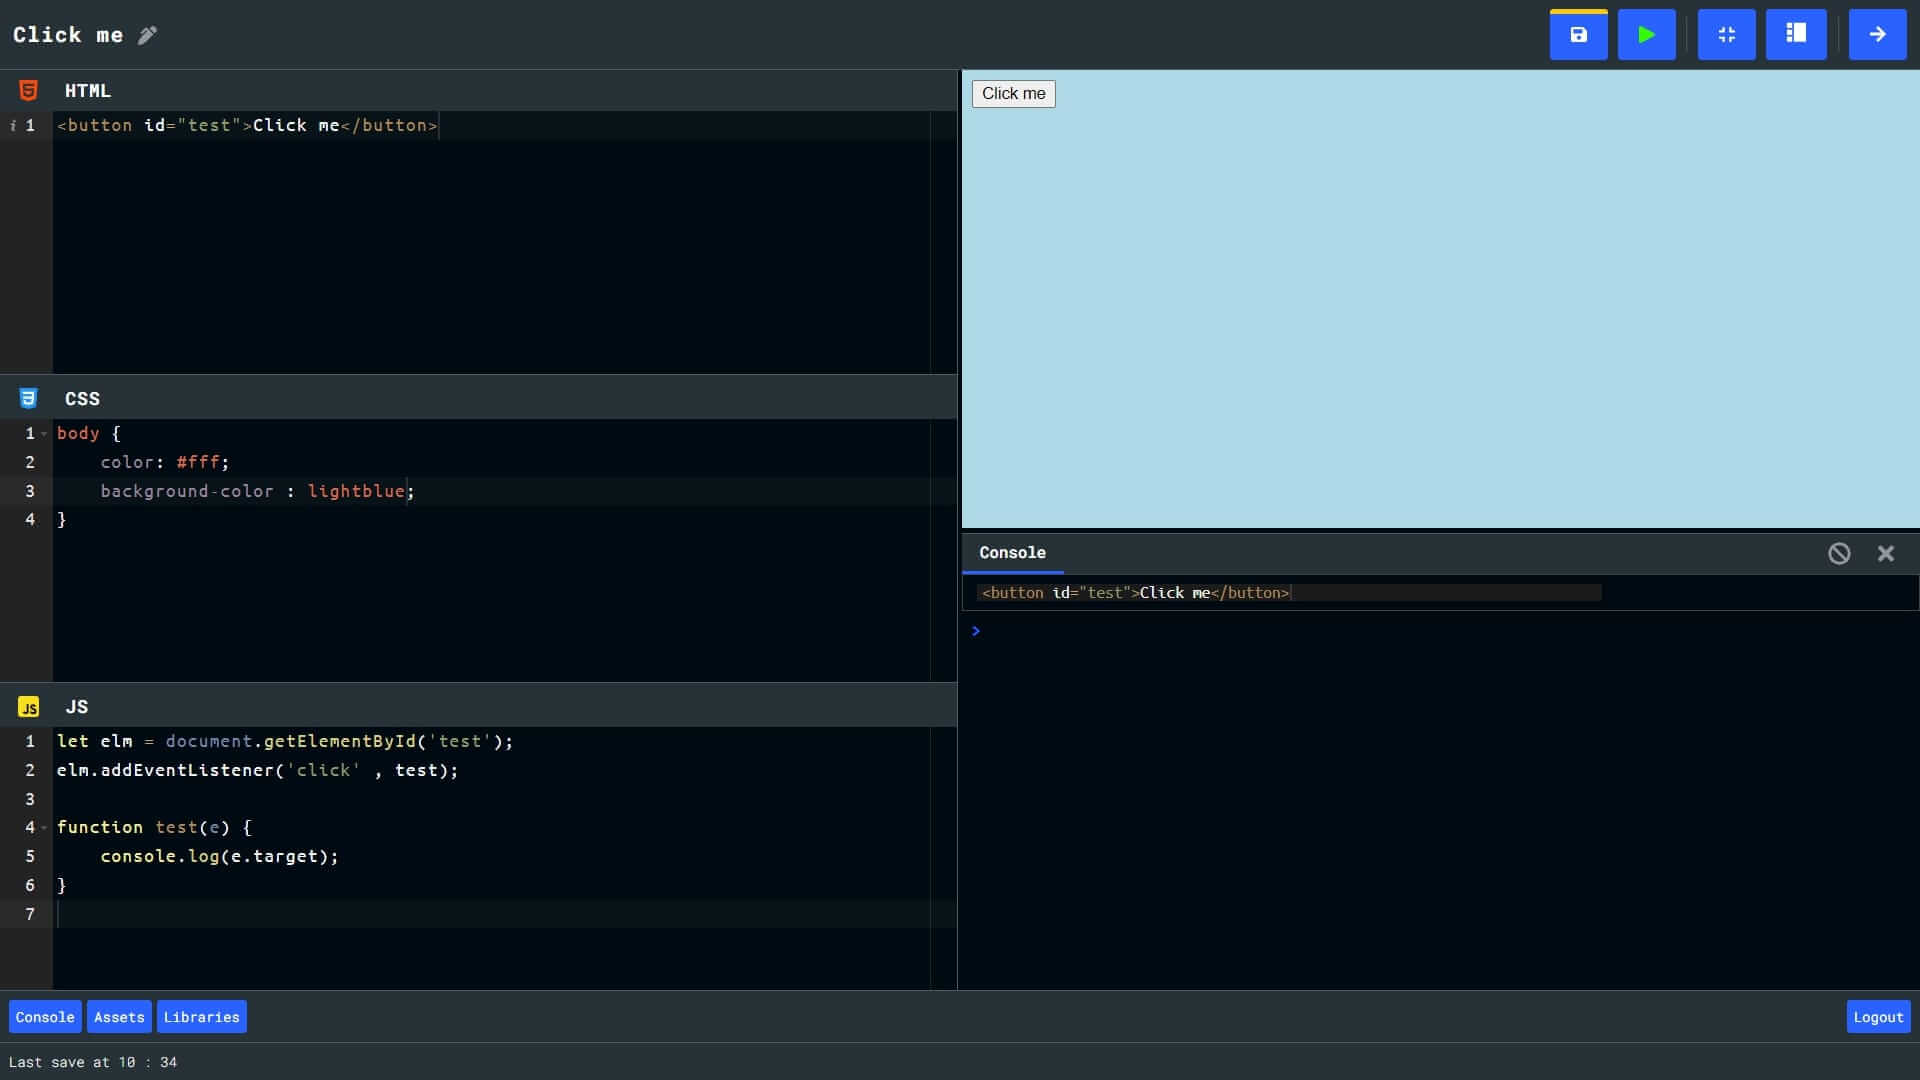 Click me
HTML
i 1 <button id="test">Click me</button>
CSS
1 body {
2 color: #fff;
3 background-color : lightblue;
4 }
JS
JS
1 let elm = document.getElementById('test');
2 elm.addEventListener('click' , test);
3
4 function test(e) {
5 console.log(e.target);
6 }
7
Click me
Console
<button id="test">Click me</button>
>
Console Assets Libraries
Logout
Last save at 10 : 34